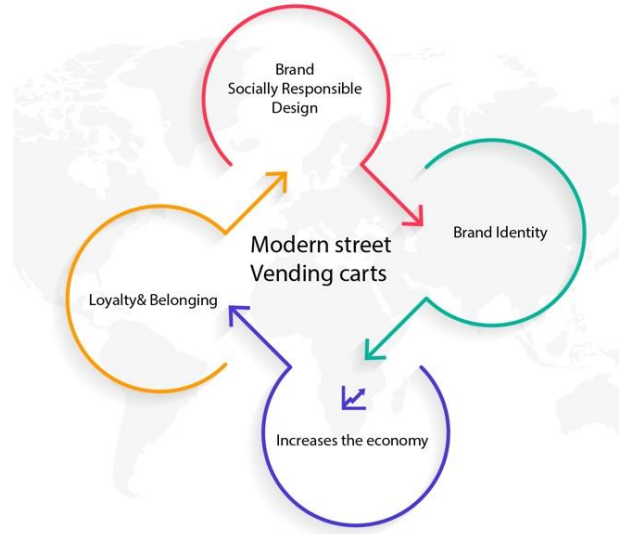 Brand
Socially Responsible
Design
Brand Identity
Modern street
Vending carts
Loyalty& Belonging
Increases the economy